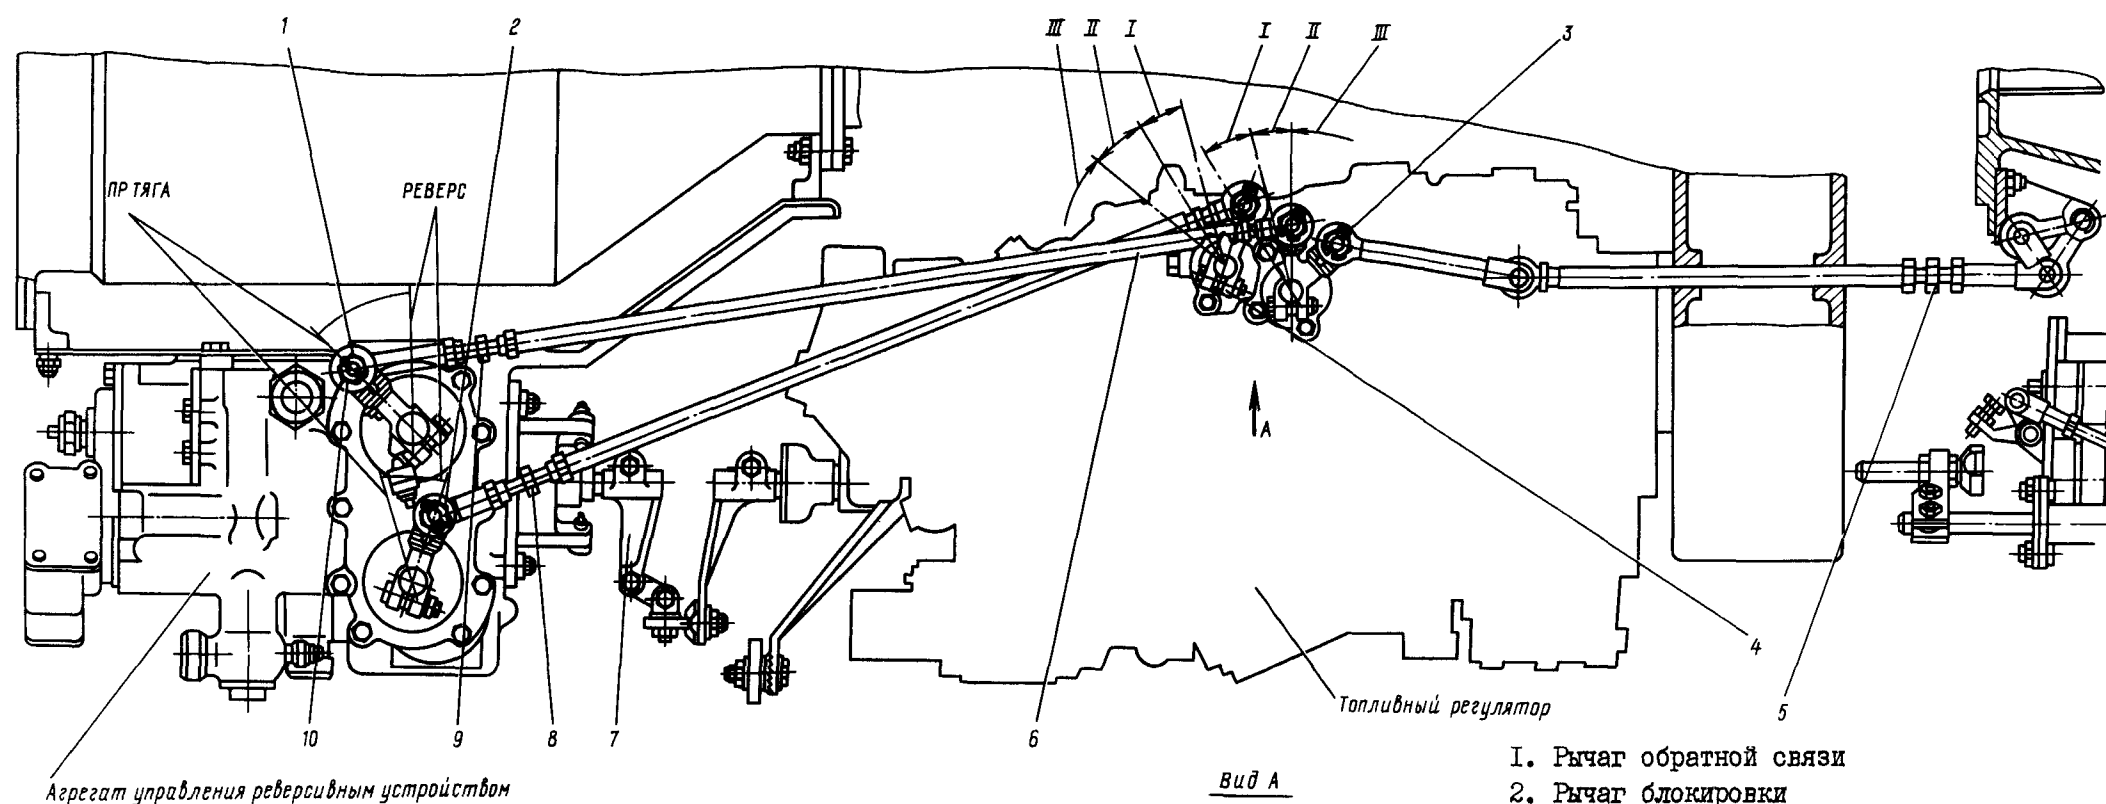 1
2
III II I I II III
3
ПР ТЯГА
РЕВЕРС
А
4
Топливный регулятор
5
10
9
8
7
6
Агрегат управления реверсивным устройством
Вид А
I. Рычаг обратной связи
2. Рычаг блокировки